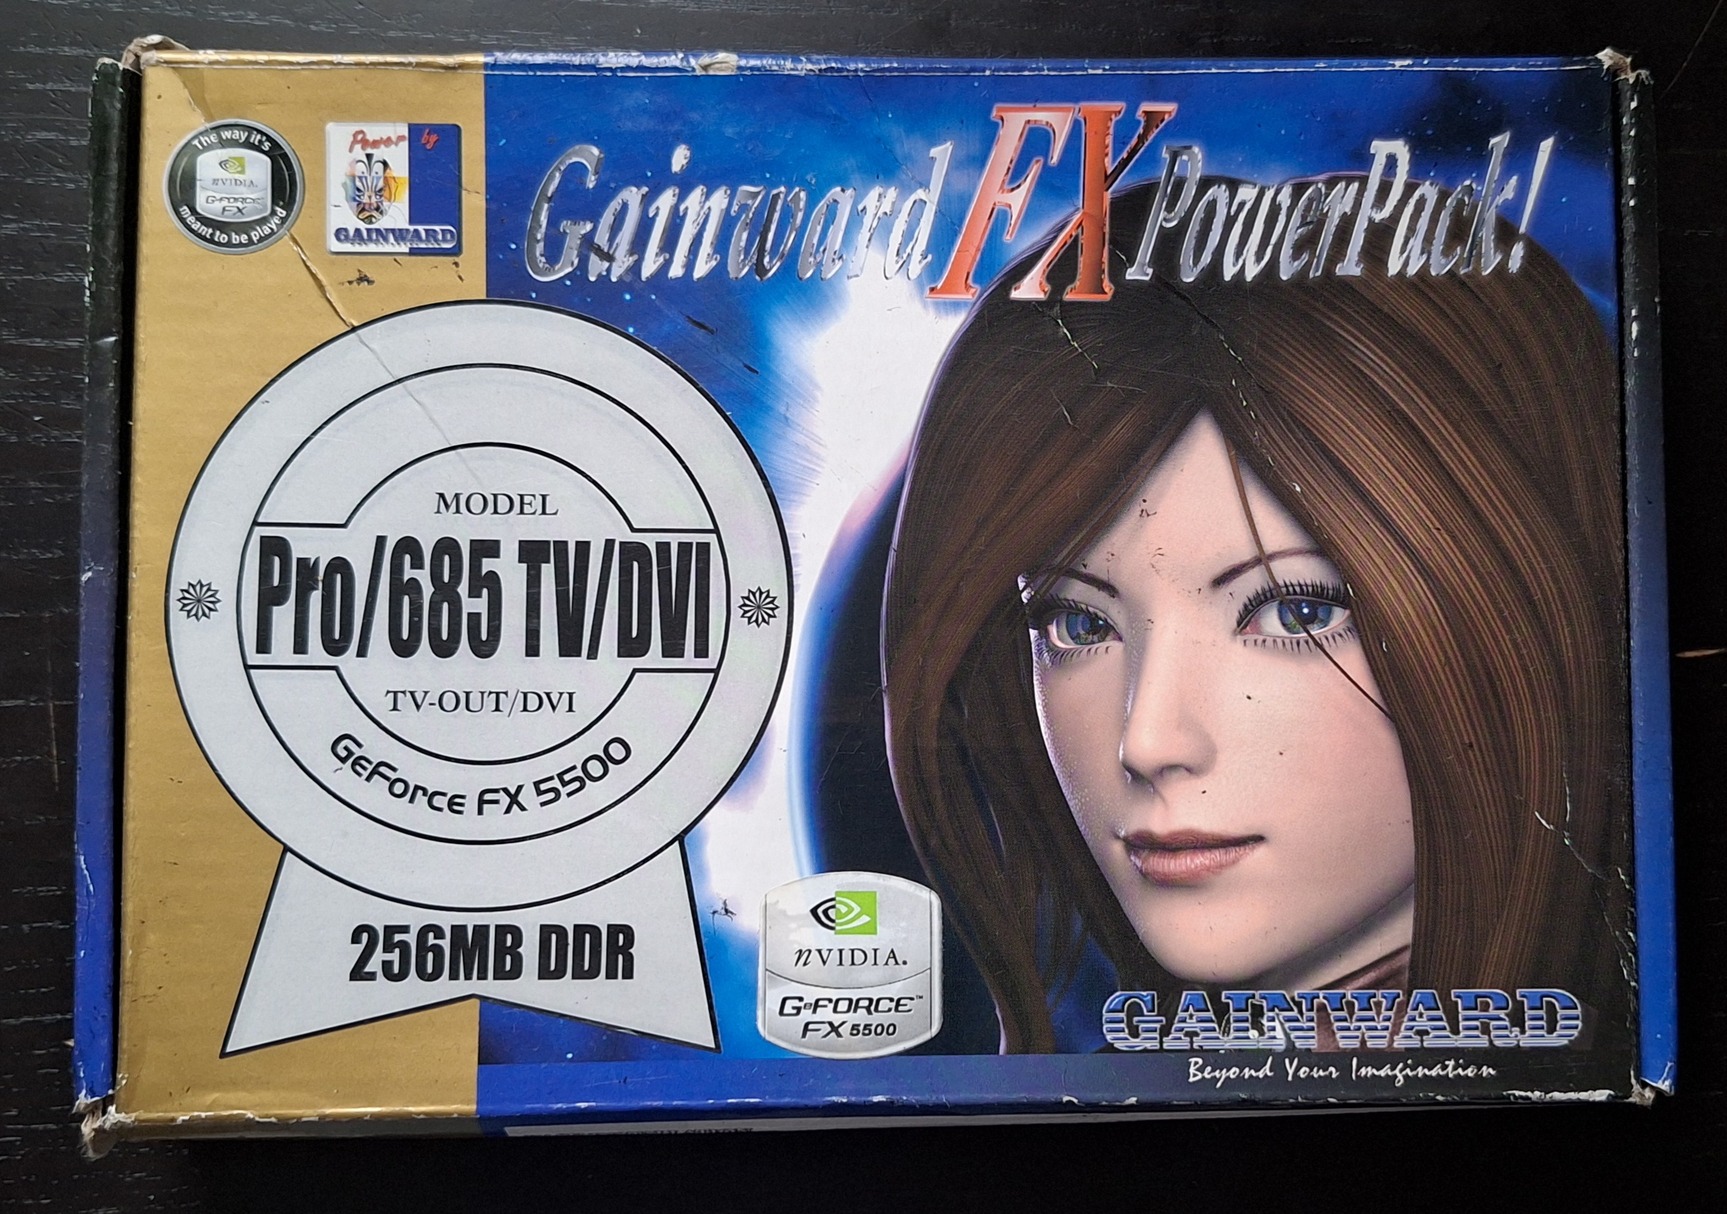 The way it's
nVIDIA.
GeFORCE
FX
meant to be played
Power by
GAINWARD
Gainward FX PowerPack!
MODEL
Pro/685 TV/DVI
TV-OUT/DVI
GeForce FX 5500
256MB DDR
nVIDIA.
GeFORCE™
FX 5500
GAINWARD
Beyond Your Imagination